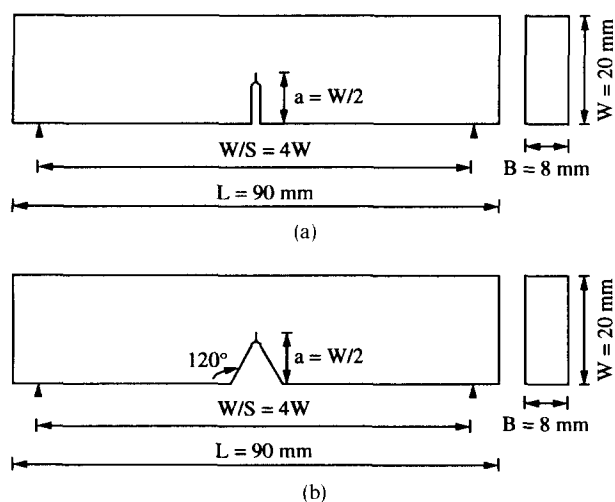 a = W/2
W = 20 mm
W/S = 4W
B = 8 mm
L = 90 mm
(a)
120°
a = W/2
W = 20 mm
W/S = 4W
B = 8 mm
L = 90 mm
(b)